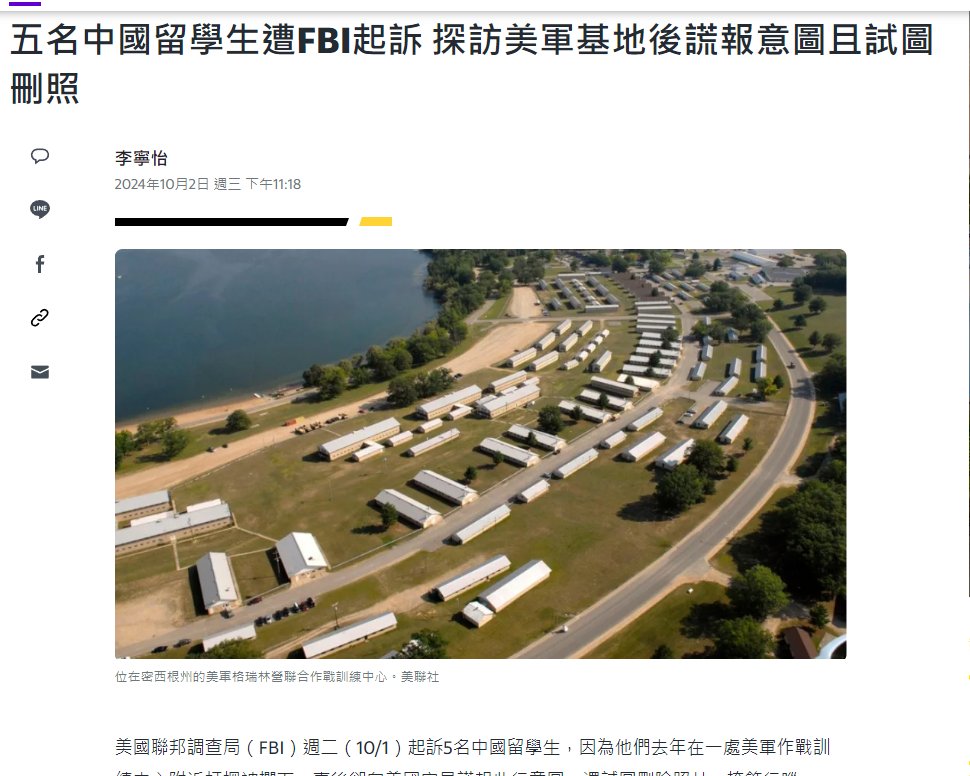 五名中國留學生遭FBI起訴 探訪美軍基地後謊報意圖且試圖
刪照
李寧怡
2024年10月2日 週三 下午11:18
LINE
位在密西根州的美軍格瑞林營聯合作戰訓練中心。美聯社
美國聯邦調查局（FBI）週二（10/1）起訴5名中國留學生，因為他們去年在一處美軍作戰訓